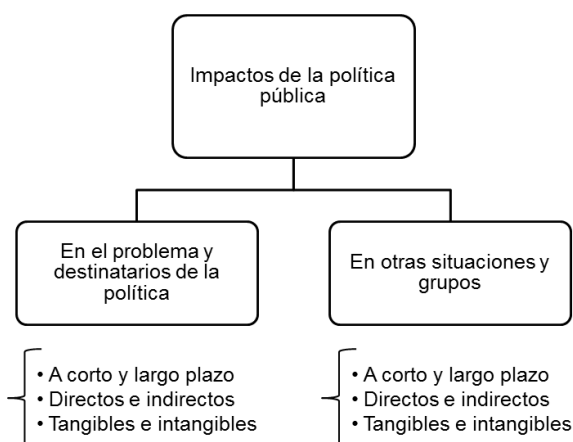 Impactos de la política
pública
En el problema y
destinatarios de la
política
En otras situaciones y
grupos
• A corto y largo plazo
• Directos e indirectos
• Tangibles e intangibles
• A corto y largo plazo
• Directos e indirectos
• Tangibles e intangibles